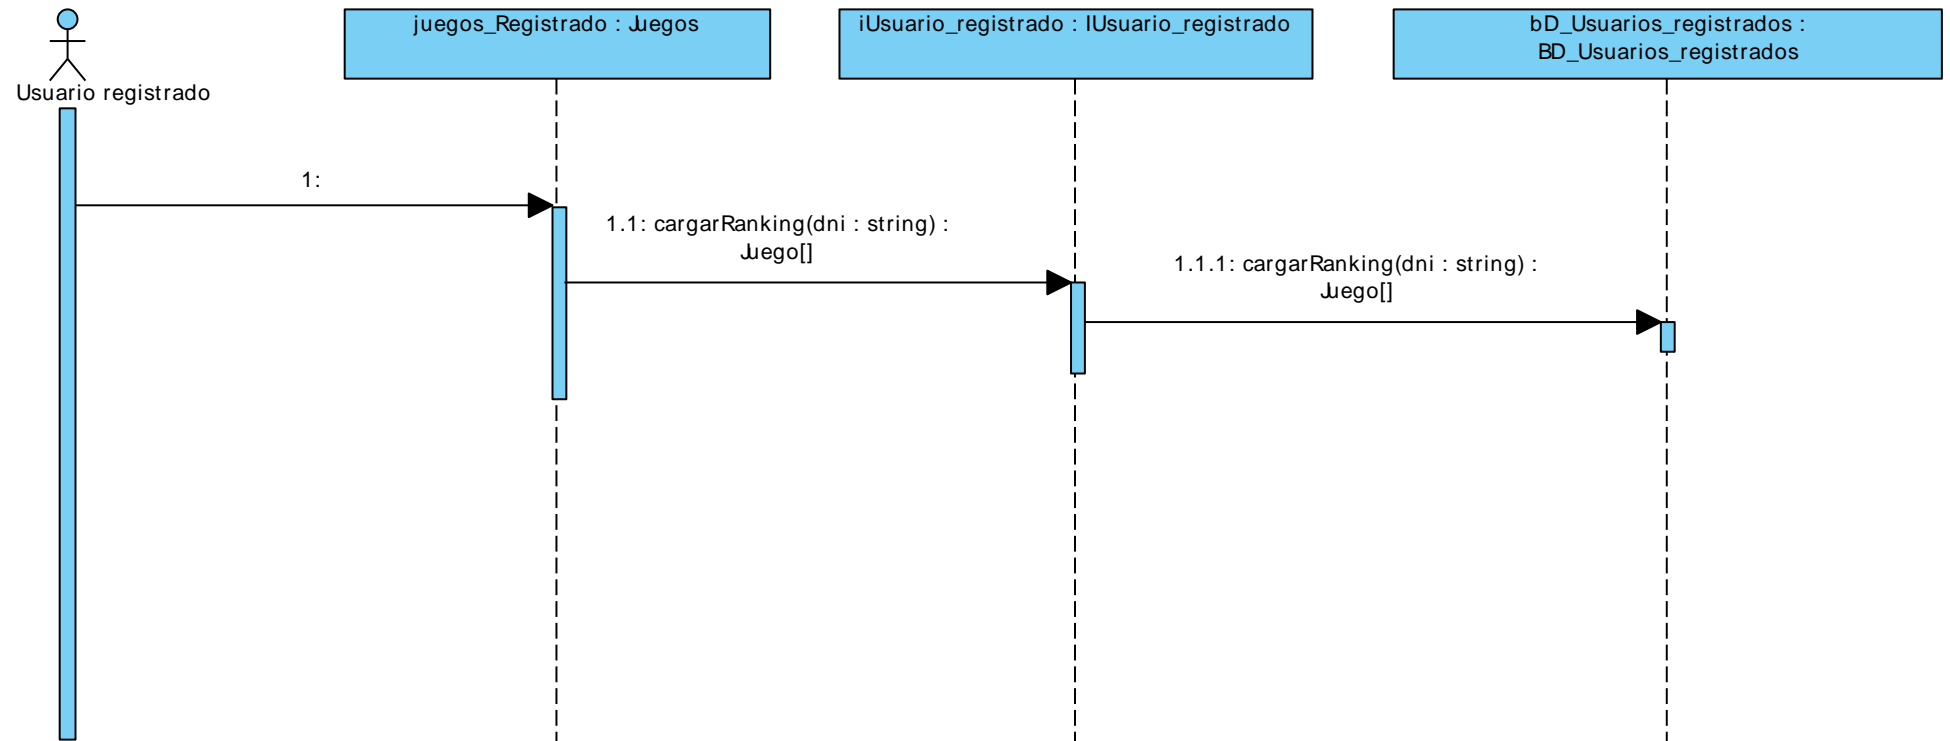 juegos_Registrado : Juegos
iUsuario_registrado : IUsuario_registrado
bD_Usuarios_registrados :
BD_Usuarios_registrados
Usuario registrado
1:
1.1: cargarRanking(dni : string) :
Juego[]
1.1.1: cargarRanking(dni : string) :
Juego[]